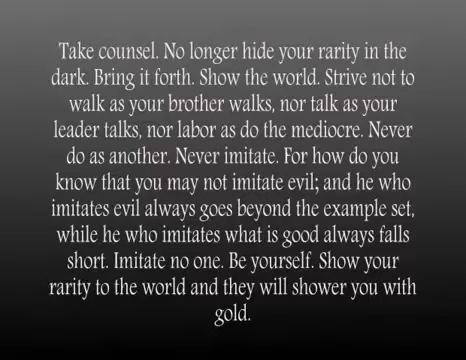 Take counsel. No longer hide your rarity in the
dark. Bring it forth. Show the world. Strive not to
walk as your brother walks, nor talk as your
leader talks, nor labor as do the mediocre. Never
do as another. Never imitate. For how do you
know that you may not imitate evil; and he who
imitates evil always goes beyond the example set,
while he who imitates what is good always falls
short. Imitate no one. Be yourself. Show your
rarity to the world and they will shower you with
gold.